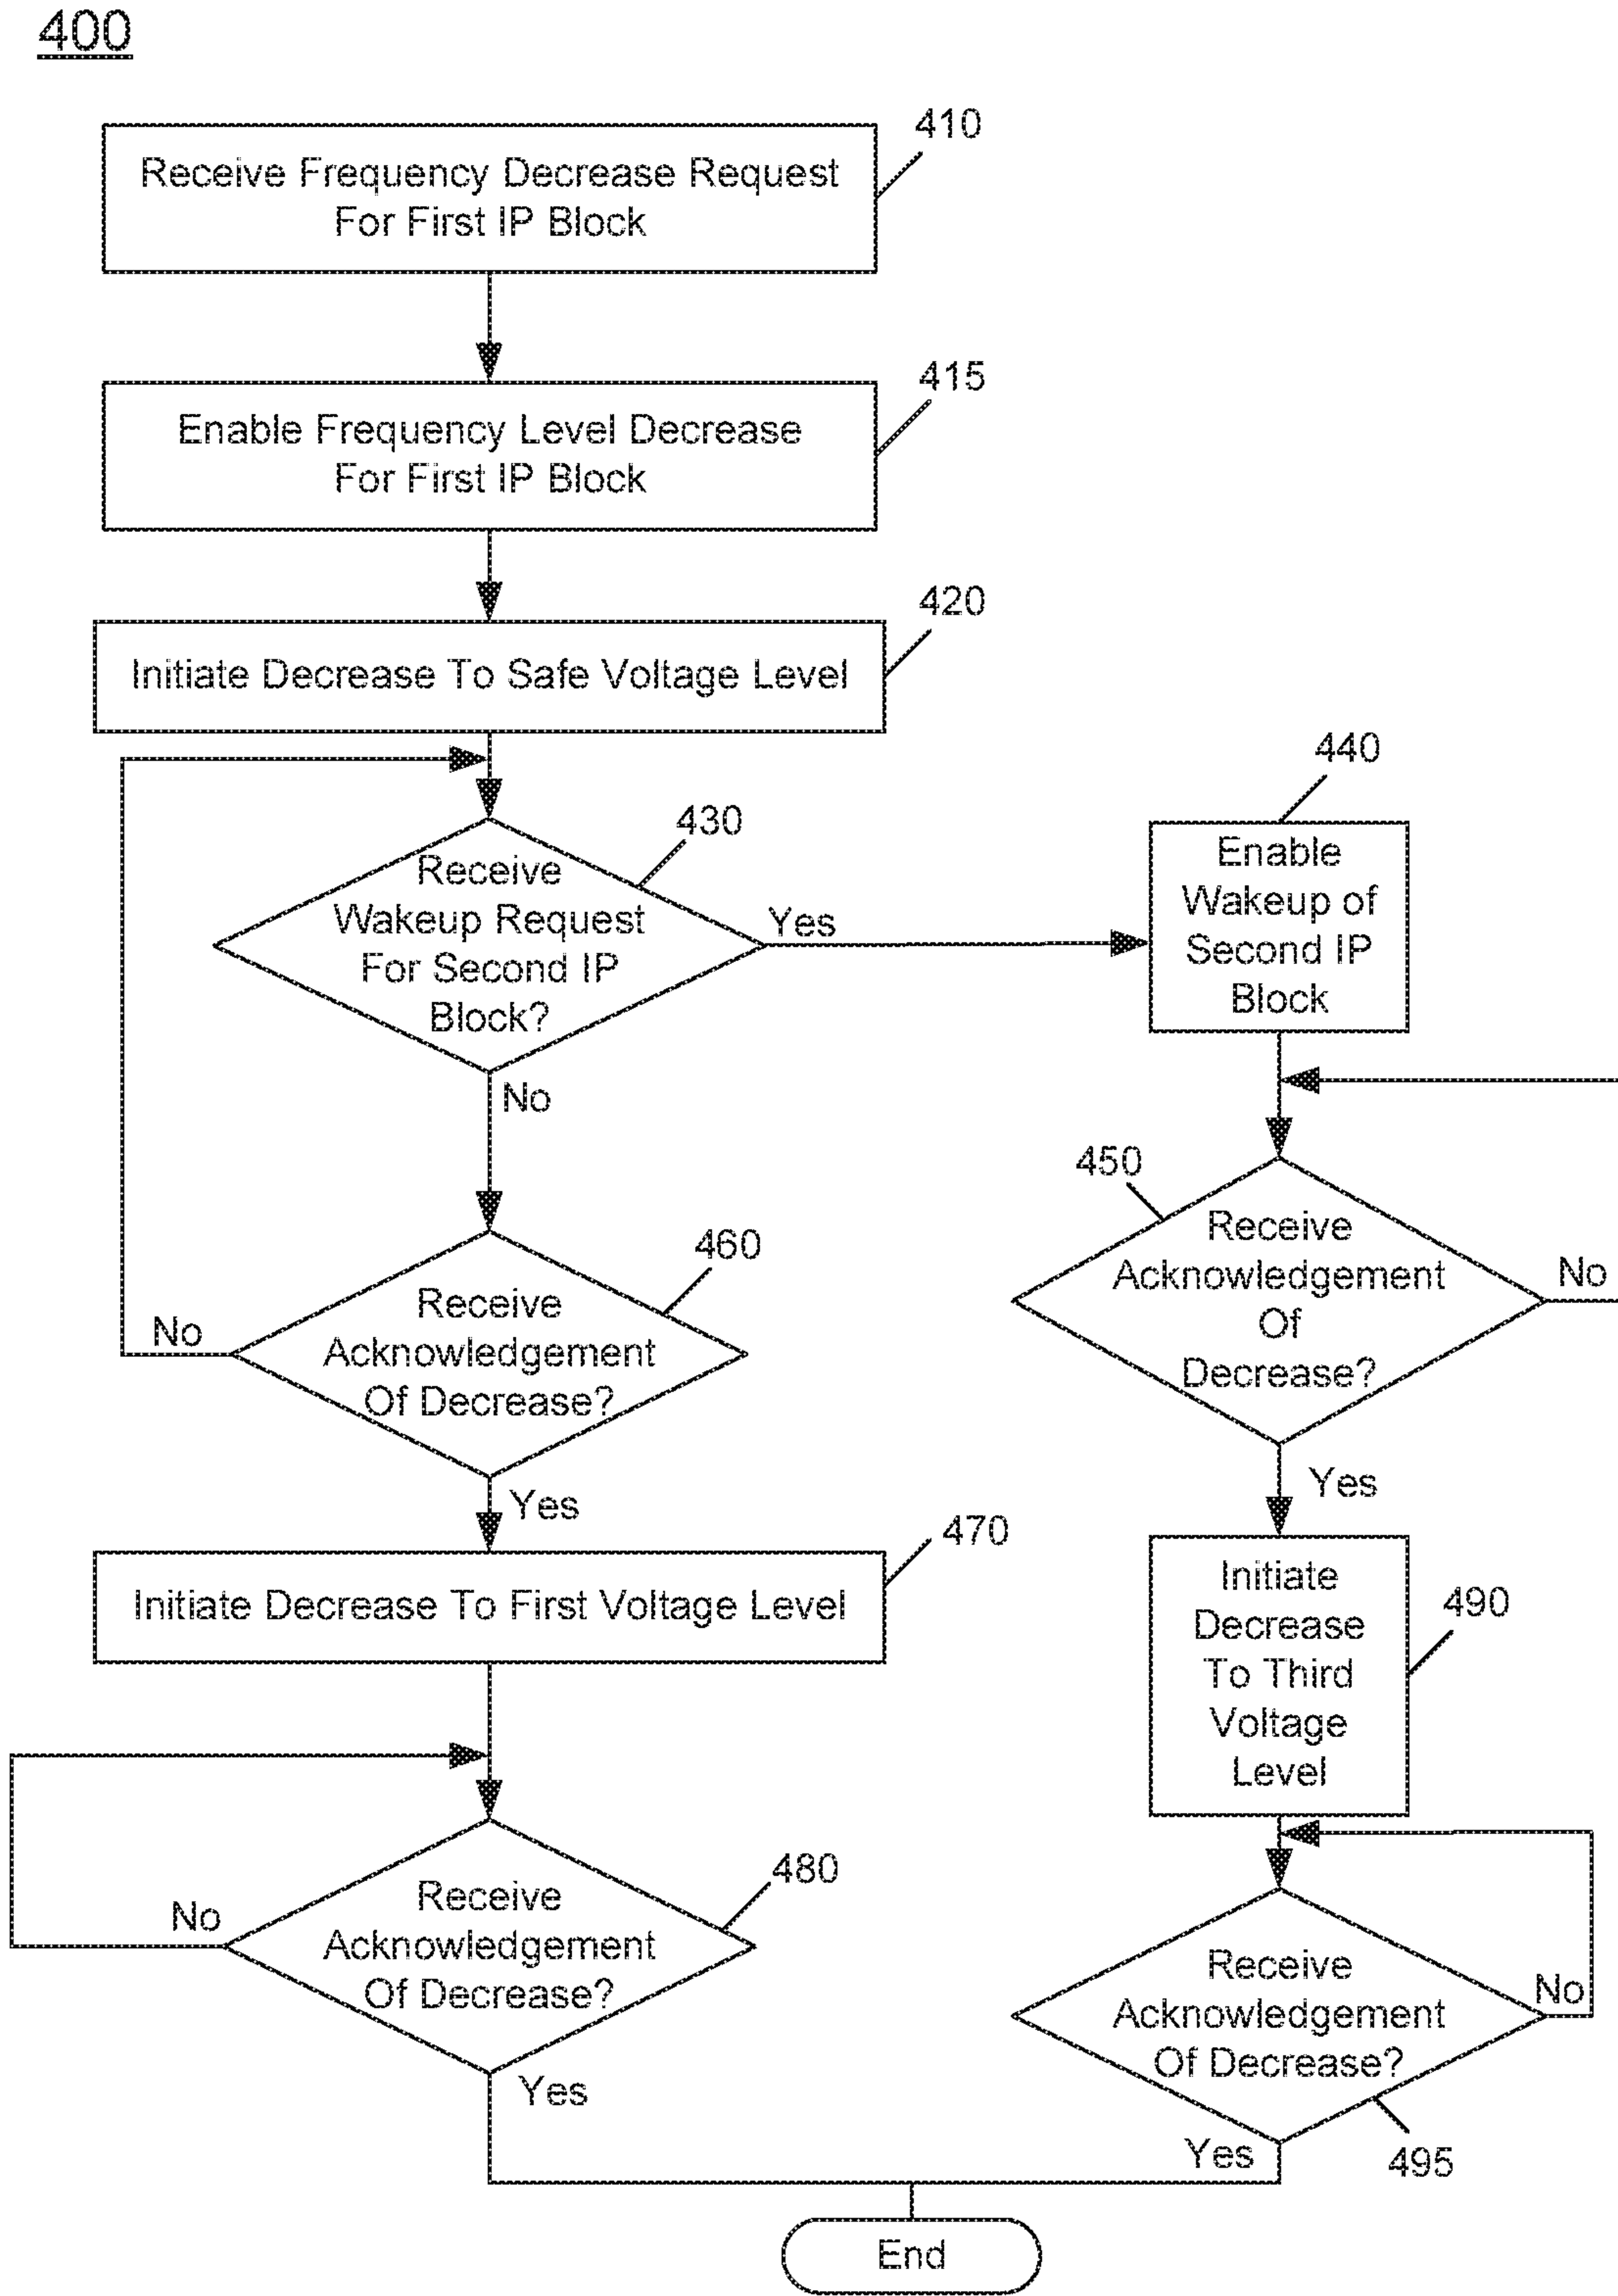 400
410
Receive Frequency Decrease Request
For First IP Block
415
Enable Frequency Level Decrease
For First IP Block
420
Initiate Decrease To Safe Voltage Level
430
Receive
Wakeup Request
For Second IP
Block?
Yes
No
440
Enable
Wakeup of
Second IP
Block
450
Receive
Acknowledgement
Of
Decrease?
No
Yes
460
Receive
Acknowledgement
Of Decrease?
No
Yes
470
Initiate Decrease To First Voltage Level
490
Initiate
Decrease
To Third
Voltage
Level
480
Receive
Acknowledgement
Of Decrease?
No
Yes
Receive
Acknowledgement
Of Decrease?
No
Yes
495
End